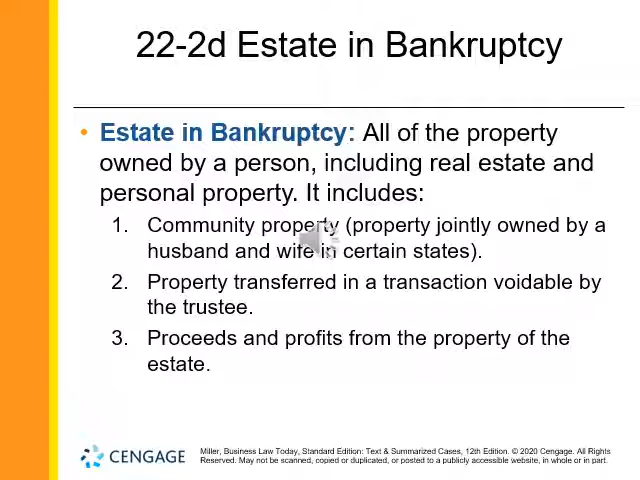 22-2d Estate in Bankruptcy
• Estate in Bankruptcy: All of the property
owned by a person, including real estate and
personal property. It includes:
1. Community property (property jointly owned by a
husband and wife in certain states).
2. Property transferred in a transaction voidable by
the trustee.
3. Proceeds and profits from the property of the
estate.
CENGAGE
Miller, Business Law Today, Standard Edition: Text & Summarized Cases, 12th Edition. © 2020 Cengage. All Rights
Reserved. May not be scanned, copied or duplicated, or posted to a publicly accessible website, in whole or in part.